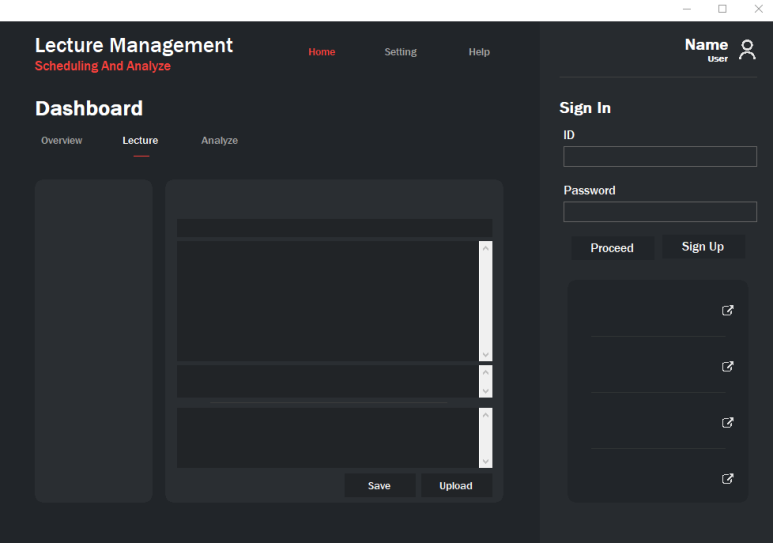 Lecture Management
Scheduling And Analyze
Home
Setting
Help
Name
User
Dashboard
Overview
Lecture
Analyze
Sign In
ID
Password
Proceed
Sign Up
Save
Upload